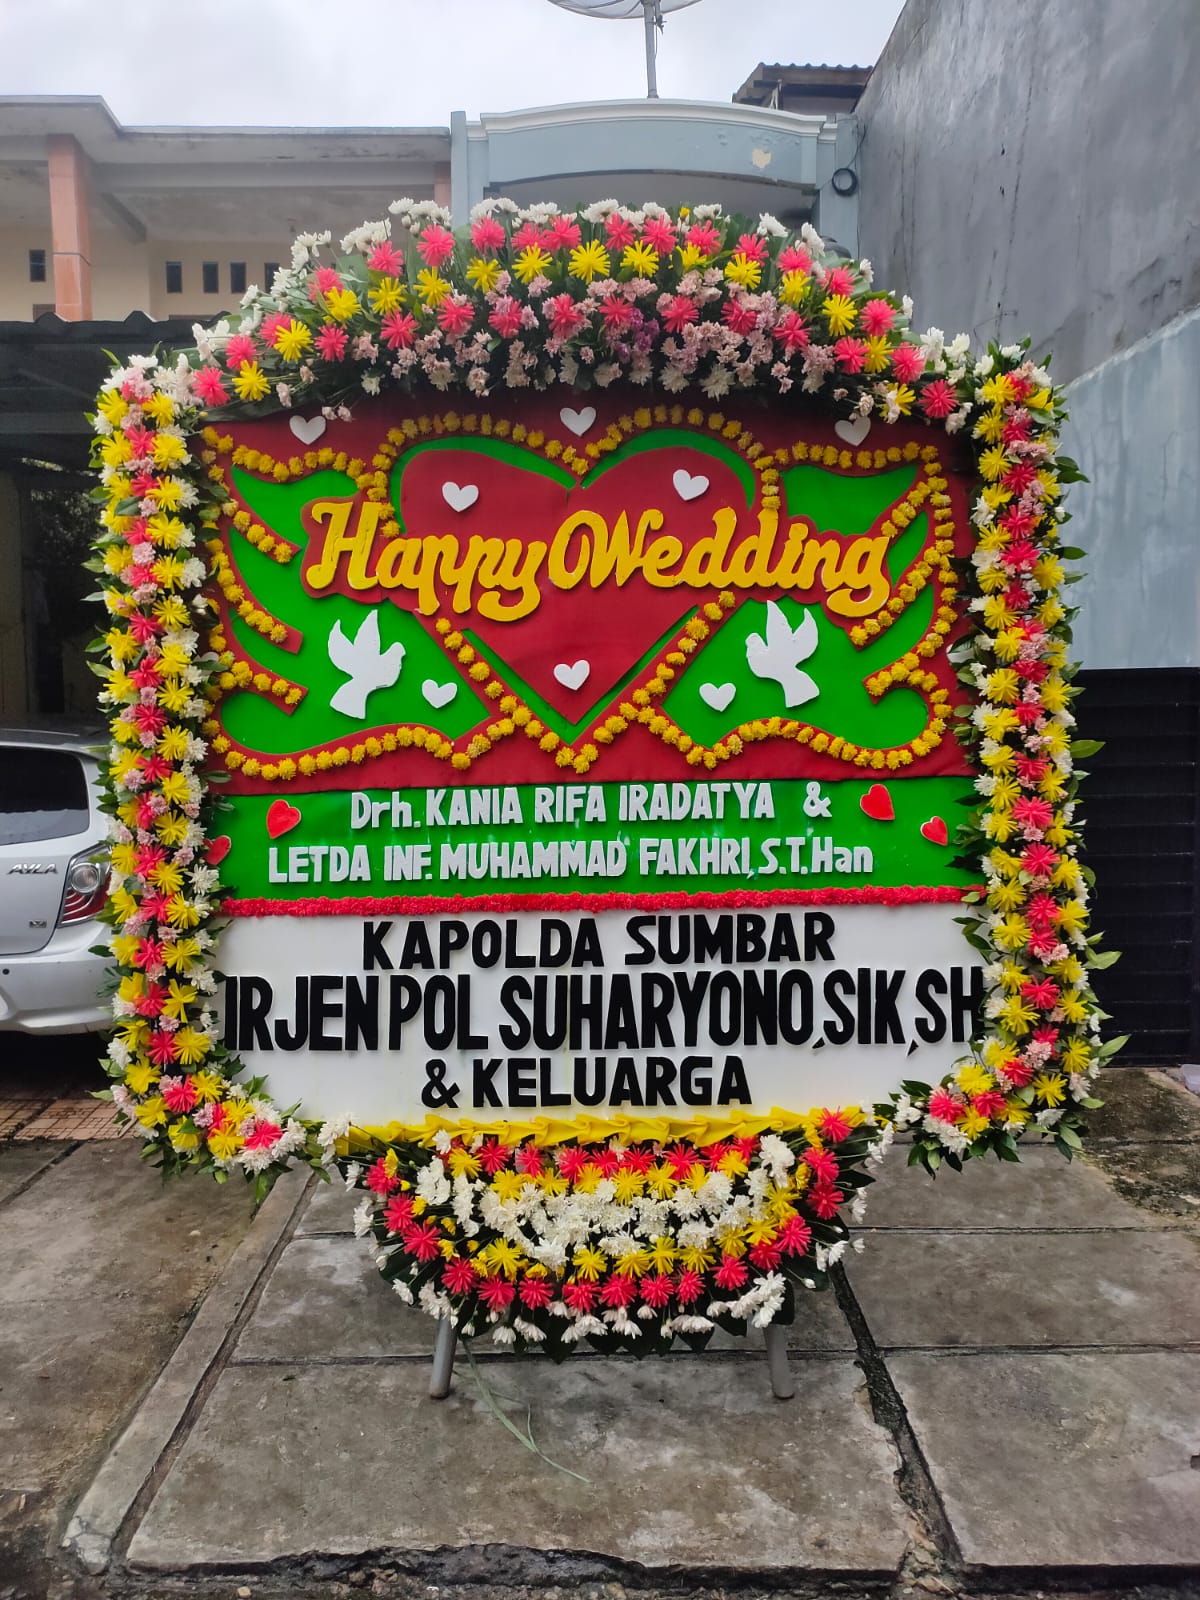 Happy Wedding
Drh. KANIA RIFA IRADATYA &
LETDA INF. MUHAMMAD FAKHRI, S.T.Han
KAPOLDA SUMBAR
IRJEN POL SUHARYONO, SIK, SH
& KELUARGA
AYLA